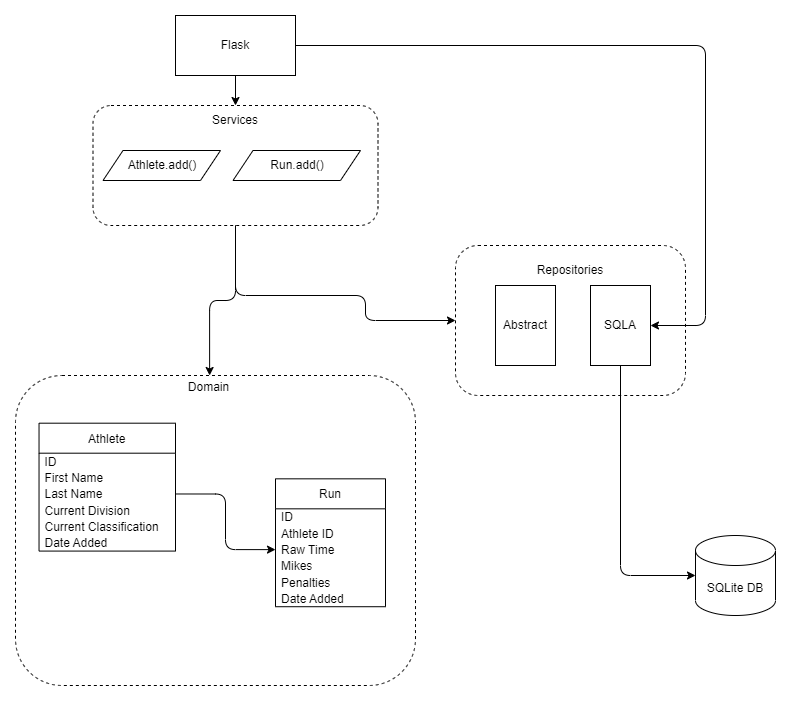 Flask
Services
Athlete.add()
Run.add()
Repositories
Abstract
SQLA
Domain
Athlete
ID
First Name
Last Name
Current Division
Current Classification
Date Added
Run
ID
Athlete ID
Raw Time
Mikes
Penalties
Date Added
SQLite DB